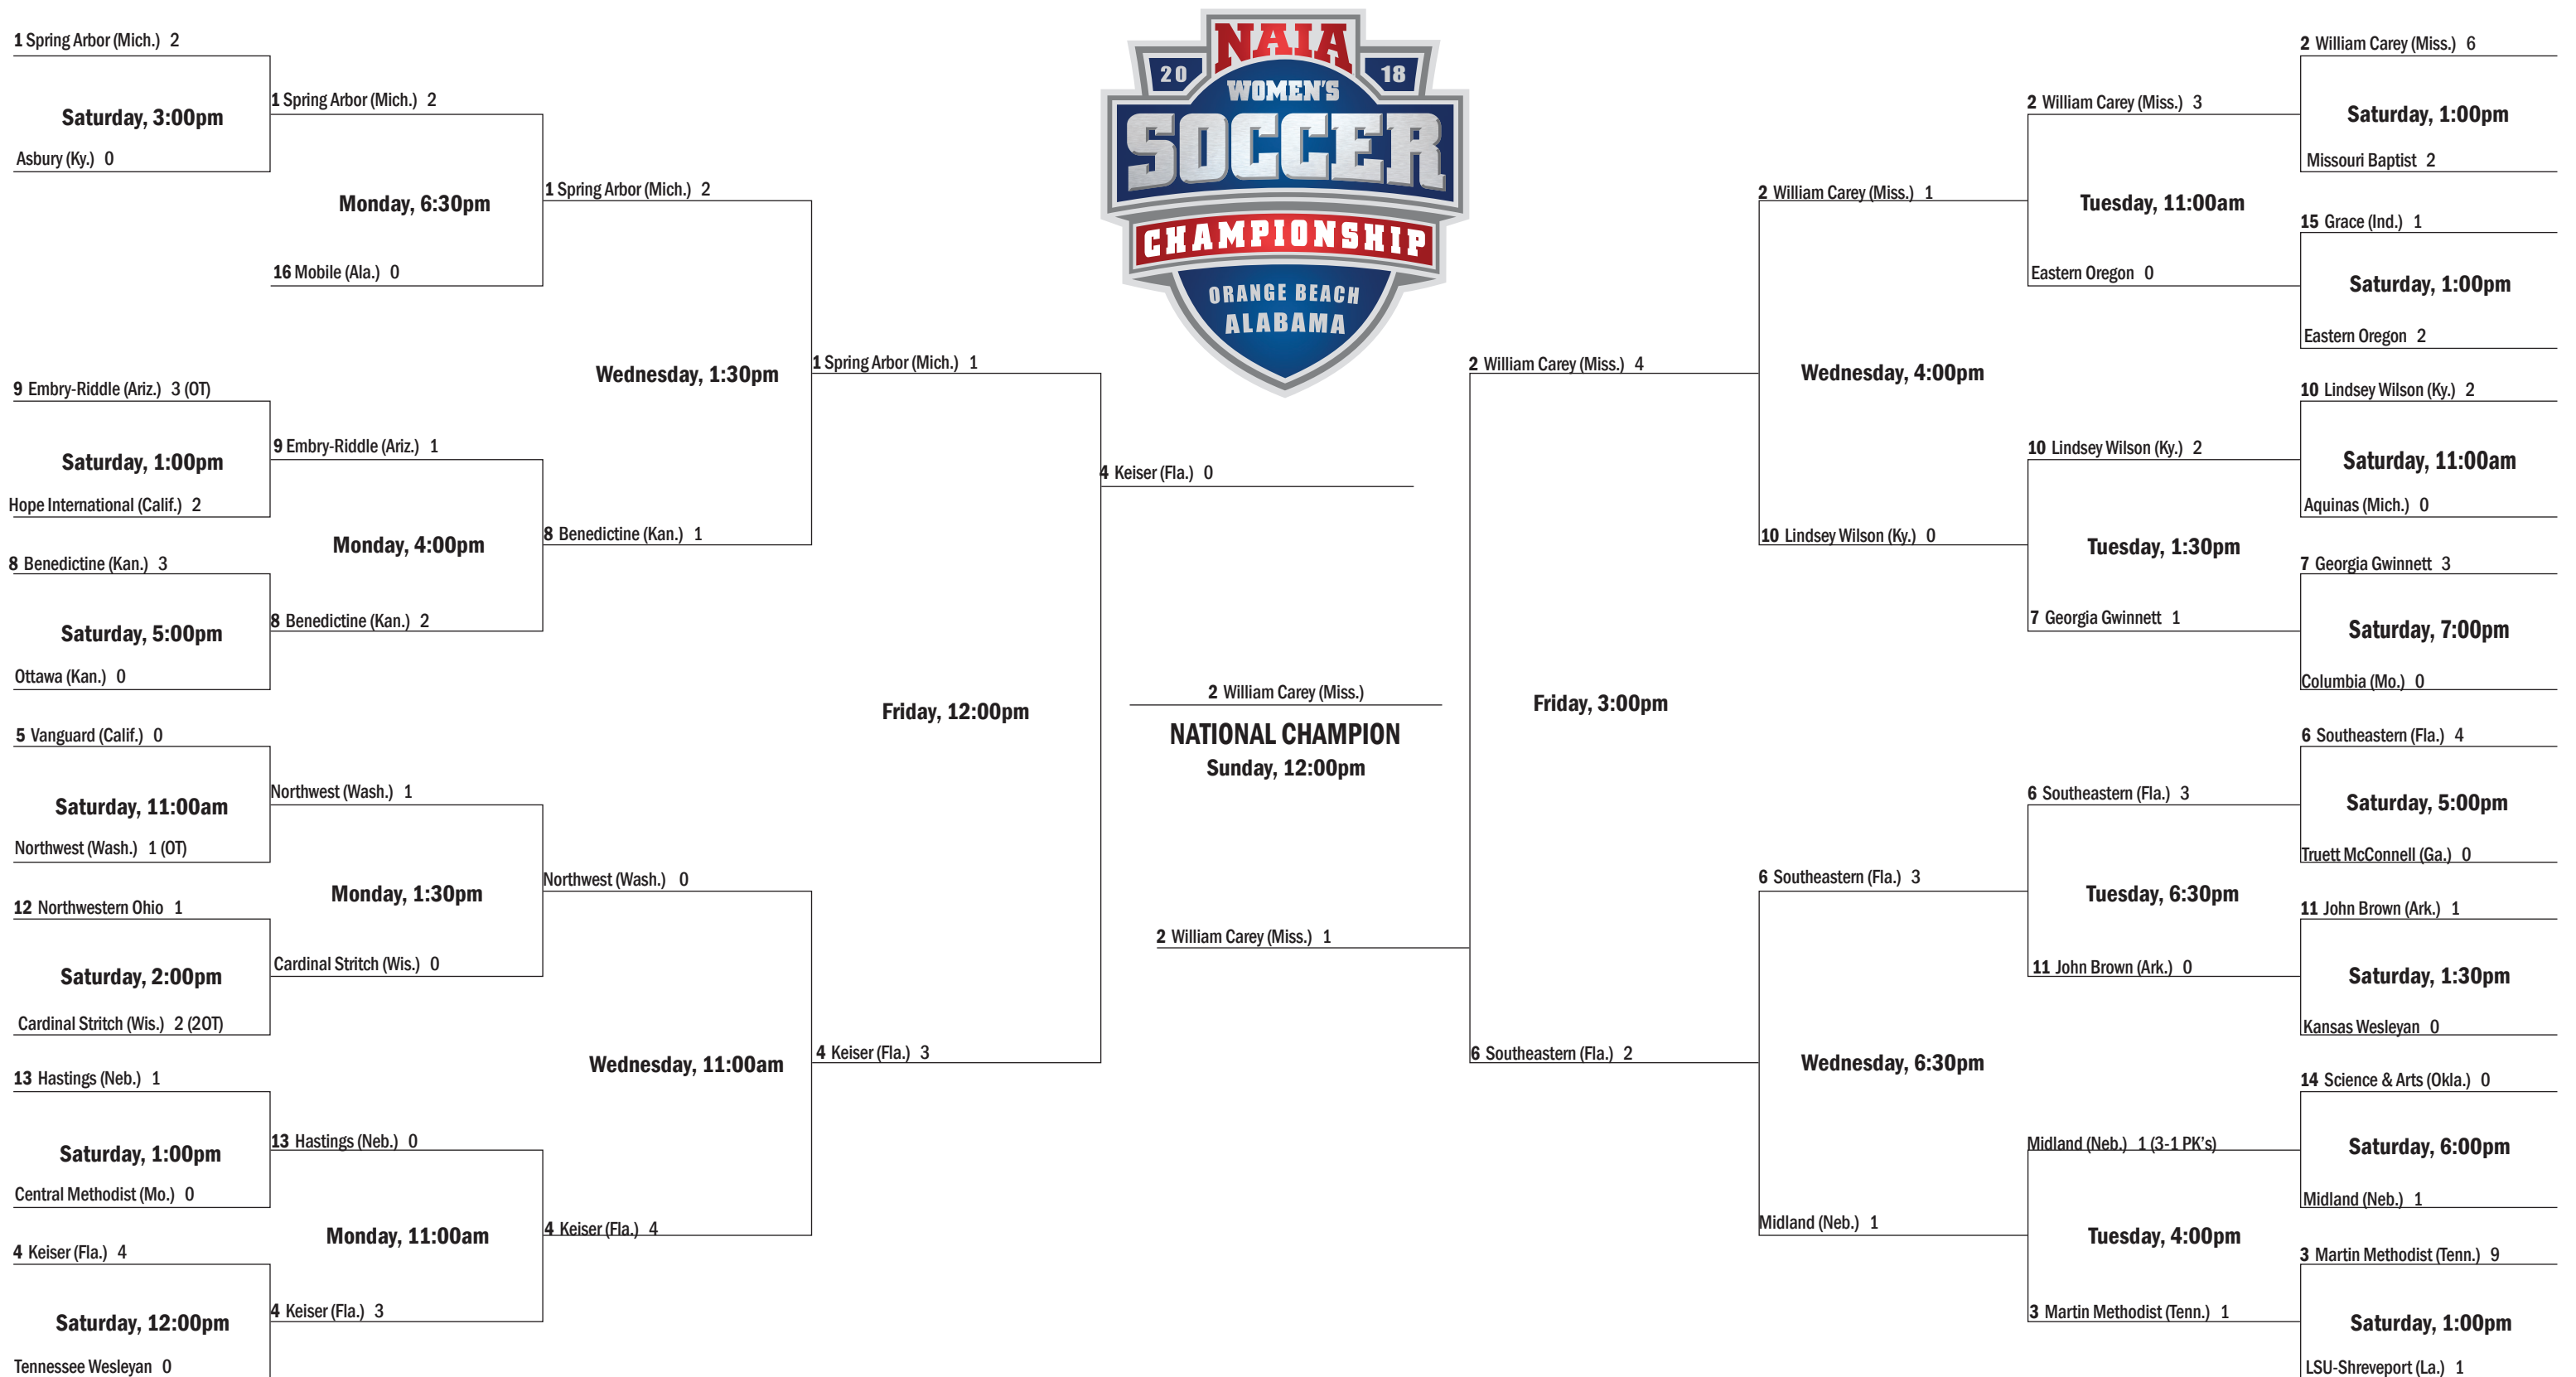 1 Spring Arbor (Mich.) 2
Saturday, 3:00pm
Asbury (Ky.) 0
9 Embry-Riddle (Ariz.) 3 (OT)
Saturday, 1:00pm
Hope International (Calif.) 2
8 Benedictine (Kan.) 3
Saturday, 5:00pm
Ottawa (Kan.) 0
5 Vanguard (Calif.) 0
Saturday, 11:00am
Northwest (Wash.) 1 (OT)
12 Northwestern Ohio 1
Saturday, 2:00pm
Cardinal Stritch (Wis.) 2 (2OT)
13 Hastings (Neb.) 1
Saturday, 1:00pm
Central Methodist (Mo.) 0
4 Keiser (Fla.) 4
Saturday, 12:00pm
Tennessee Wesleyan 0
1 Spring Arbor (Mich.) 2
Monday, 6:30pm
16 Mobile (Ala.) 0
9 Embry-Riddle (Ariz.) 1
Monday, 4:00pm
8 Benedictine (Kan.) 2
Northwest (Wash.) 1
Monday, 1:30pm
Cardinal Stritch (Wis.) 0
13 Hastings (Neb.) 0
Monday, 11:00am
4 Keiser (Fla.) 3
1 Spring Arbor (Mich.) 2
Wednesday, 1:30pm
8 Benedictine (Kan.) 1
Northwest (Wash.) 0
Wednesday, 11:00am
4 Keiser (Fla.) 4
1 Spring Arbor (Mich.) 1
Friday, 12:00pm
4 Keiser (Fla.) 3
NAIA
20 18
WOMEN'S
SOCCER
CHAMPIONSHIP
ORANGE BEACH
ALABAMA
4 Keiser (Fla.) 0
2 William Carey (Miss.)
NATIONAL CHAMPION
Sunday, 12:00pm
2 William Carey (Miss.) 1
2 William Carey (Miss.) 4
Friday, 3:00pm
6 Southeastern (Fla.) 2
2 William Carey (Miss.) 1
Wednesday, 4:00pm
10 Lindsey Wilson (Ky.) 0
6 Southeastern (Fla.) 3
Wednesday, 6:30pm
Midland (Neb.) 1
2 William Carey (Miss.) 3
Tuesday, 11:00am
Eastern Oregon 0
10 Lindsey Wilson (Ky.) 2
Tuesday, 1:30pm
7 Georgia Gwinnett 1
6 Southeastern (Fla.) 3
Tuesday, 6:30pm
11 John Brown (Ark.) 0
Midland (Neb.) 1 (3-1 PK's)
Tuesday, 4:00pm
3 Martin Methodist (Tenn.) 1
2 William Carey (Miss.) 6
Saturday, 1:00pm
Missouri Baptist 2
15 Grace (Ind.) 1
Saturday, 1:00pm
Eastern Oregon 2
10 Lindsey Wilson (Ky.) 2
Saturday, 11:00am
Aquinas (Mich.) 0
7 Georgia Gwinnett 3
Saturday, 7:00pm
Columbia (Mo.) 0
6 Southeastern (Fla.) 4
Saturday, 5:00pm
Truett McConnell (Ga.) 0
11 John Brown (Ark.) 1
Saturday, 1:30pm
Kansas Wesleyan 0
14 Science & Arts (Okla.) 0
Saturday, 6:00pm
Midland (Neb.) 1
3 Martin Methodist (Tenn.) 9
Saturday, 1:00pm
LSU-Shreveport (La.) 1